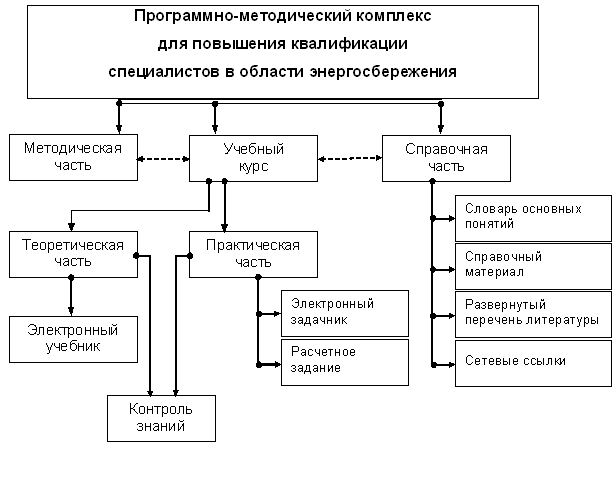 Программно-методический комплекс
для повышения квалификации
специалистов в области энергосбережения
Методическая
часть
Учебный
курс
Справочная
часть
Словарь основных
понятий
Теоретическая
часть
Практическая
часть
Справочный
материал
Электронный
задачник
Развернутый
перечень литературы
Электронный
учебник
Расчетное
задание
Сетевые ссылки
Контроль
знаний